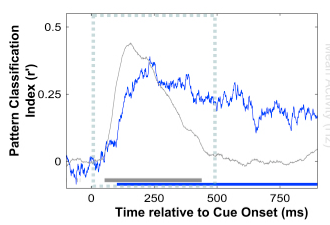 Pattern Classification
Index (r')
0.5
0.25
0
0
250
500
750
Time relative to Cue Onset (ms)